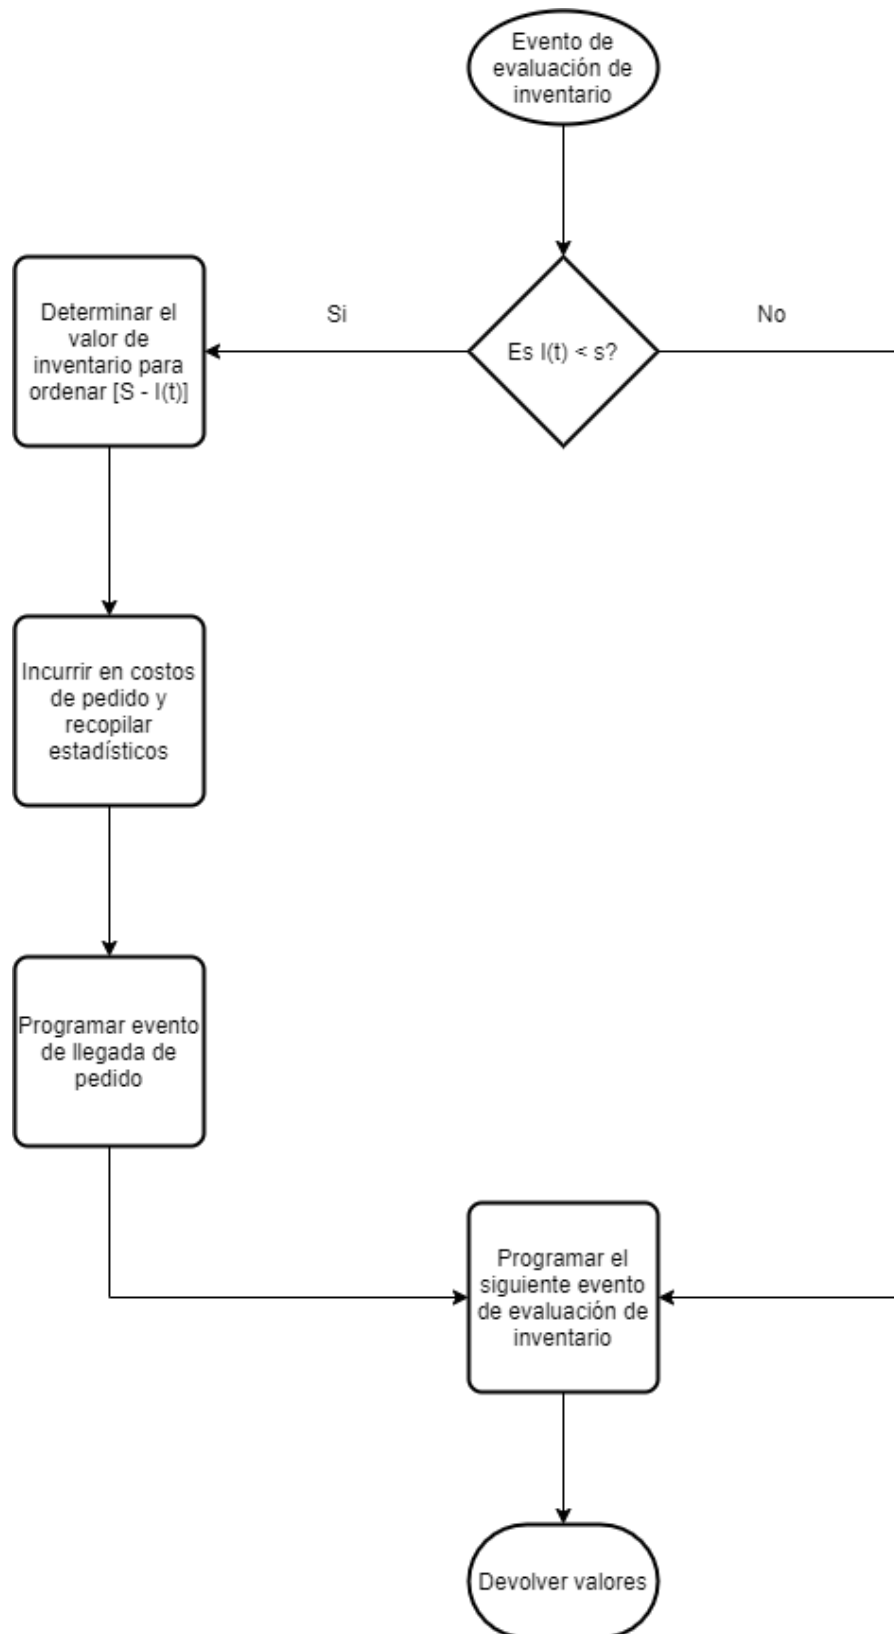 Evento de
evaluación de
inventario
Es I(t) < s?
Si
No
Determinar el
valor de
inventario para
ordenar [S - I(t)]
Incurrir en costos
de pedido y
recopilar
estadísticos
Programar evento
de llegada de
pedido
Programar el
siguiente evento
de evaluación de
inventario
Devolver valores